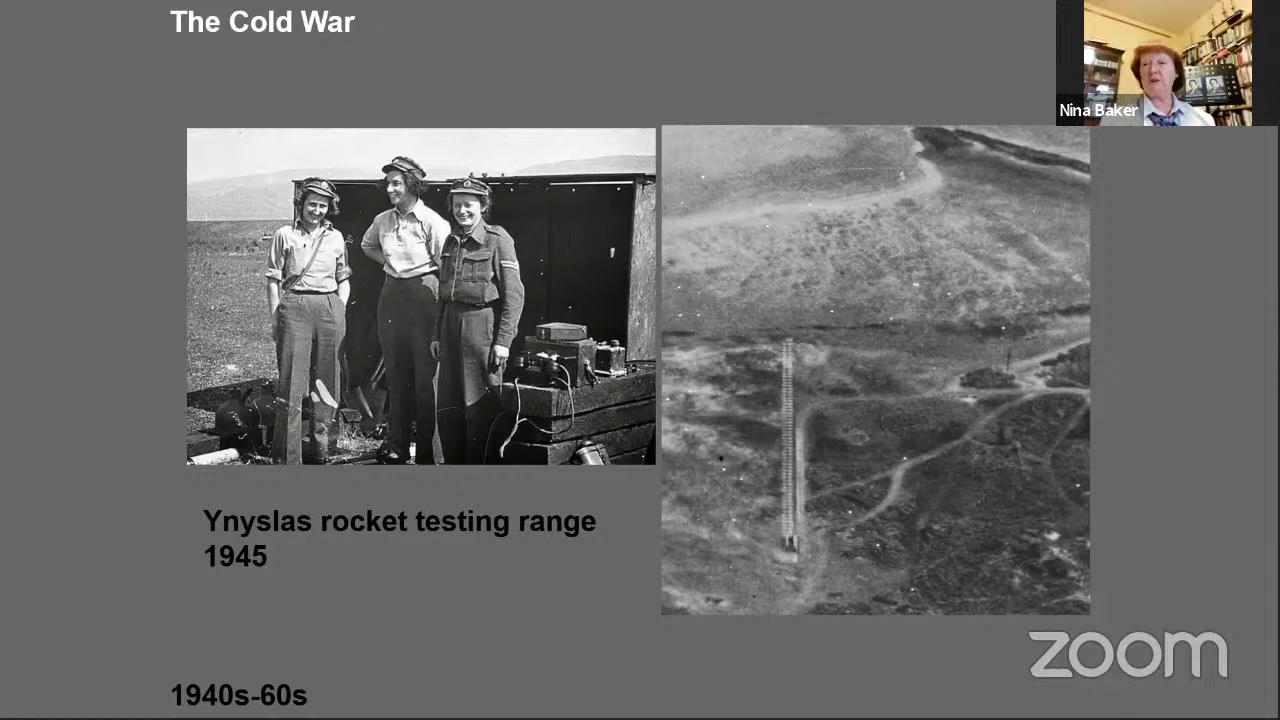 The Cold War
Nina Baker
Ynyslas rocket testing range
1945
zoom
1940s-60s